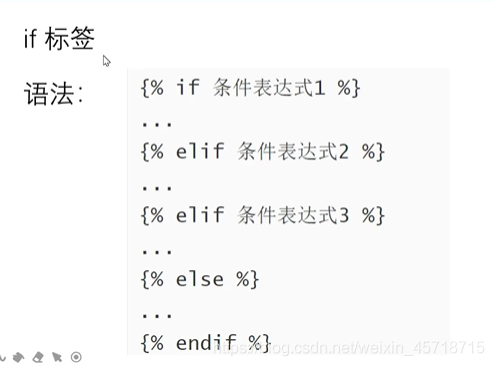 if 标签
语法：
{% if 条件表达式1 %}
...
{% elif 条件表达式2 %}
...
{% elif 条件表达式3 %}
...
{% else %}
...
{% endif %}
https://blog.csdn.net/weixin_45718715